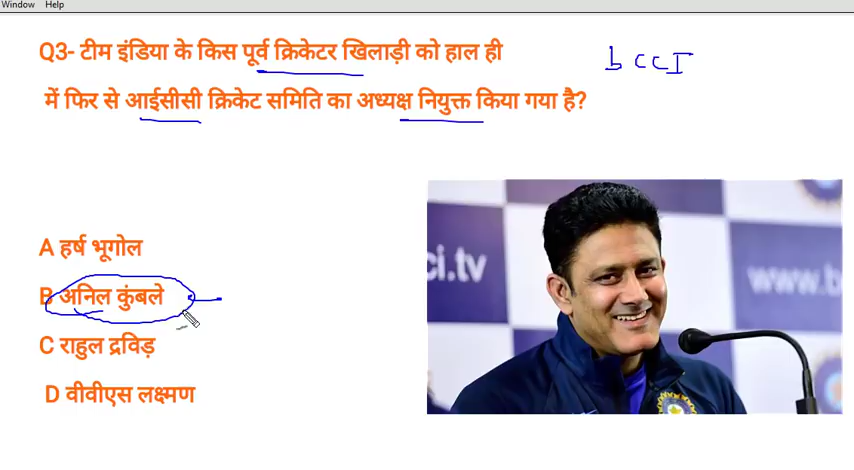 Window Help
Q3- टीम इंडिया के किस पूर्व क्रिकेटर खिलाड़ी को हाल ही
bCCI
में फिर से आईसीसी क्रिकेट समिति का अध्यक्ष नियुक्त किया गया है?
A हर्ष भूगोल
B अनिल कुंबले
C राहुल द्रविड़
D वीवीएस लक्ष्मण
ci.tv
www.b